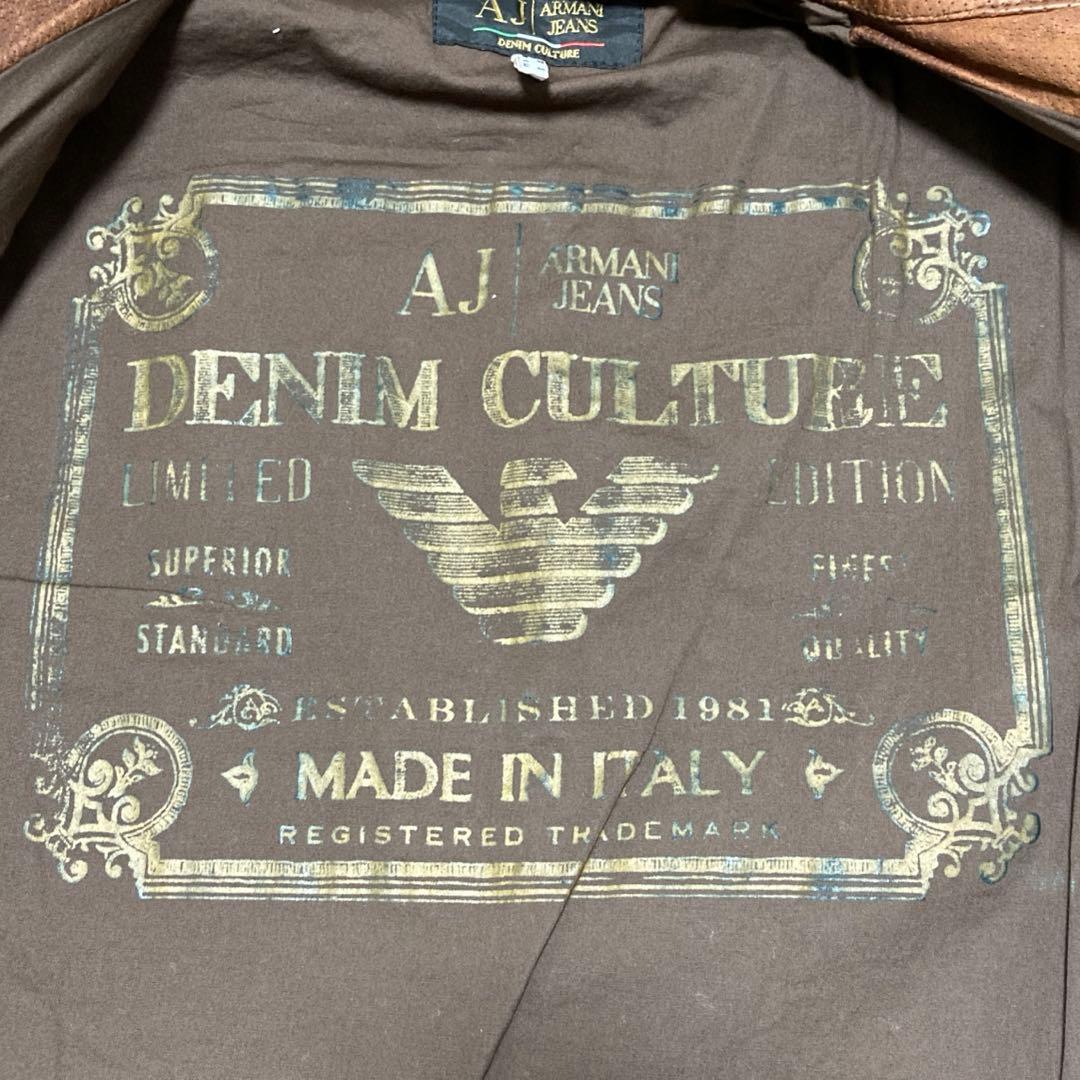 AJ | ARMANI
JEANS
DENIM CULTURE
AJ | ARMANI
JEANS
DENIM CULTURE
LIMITED EDITION
SUPERIOR FINEST
STANDARD QUALITY
ESTABLISHED 1981
MADE IN ITALY
REGISTERED TRADEMARK